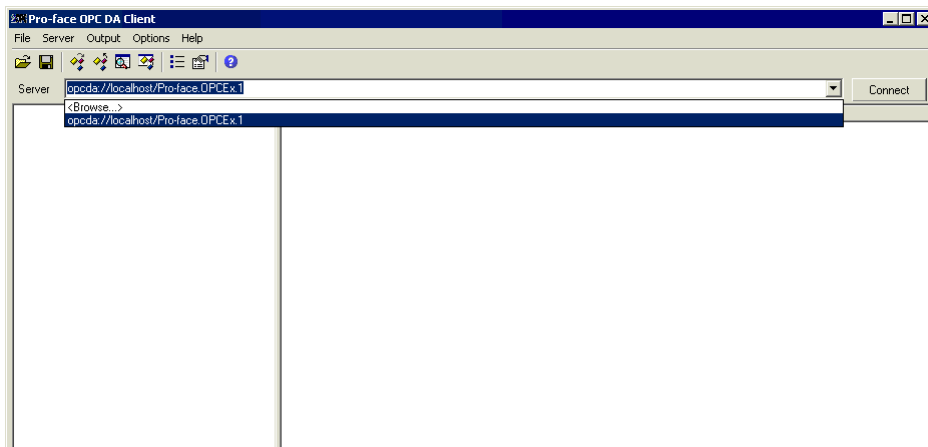 Pro-face OPC DA Client
File Server Output Options Help
Server opcda://localhost/Pro-face.OPCEx.1 Connect
<Browse...>
opcda://localhost/Pro-face.OPCEx.1